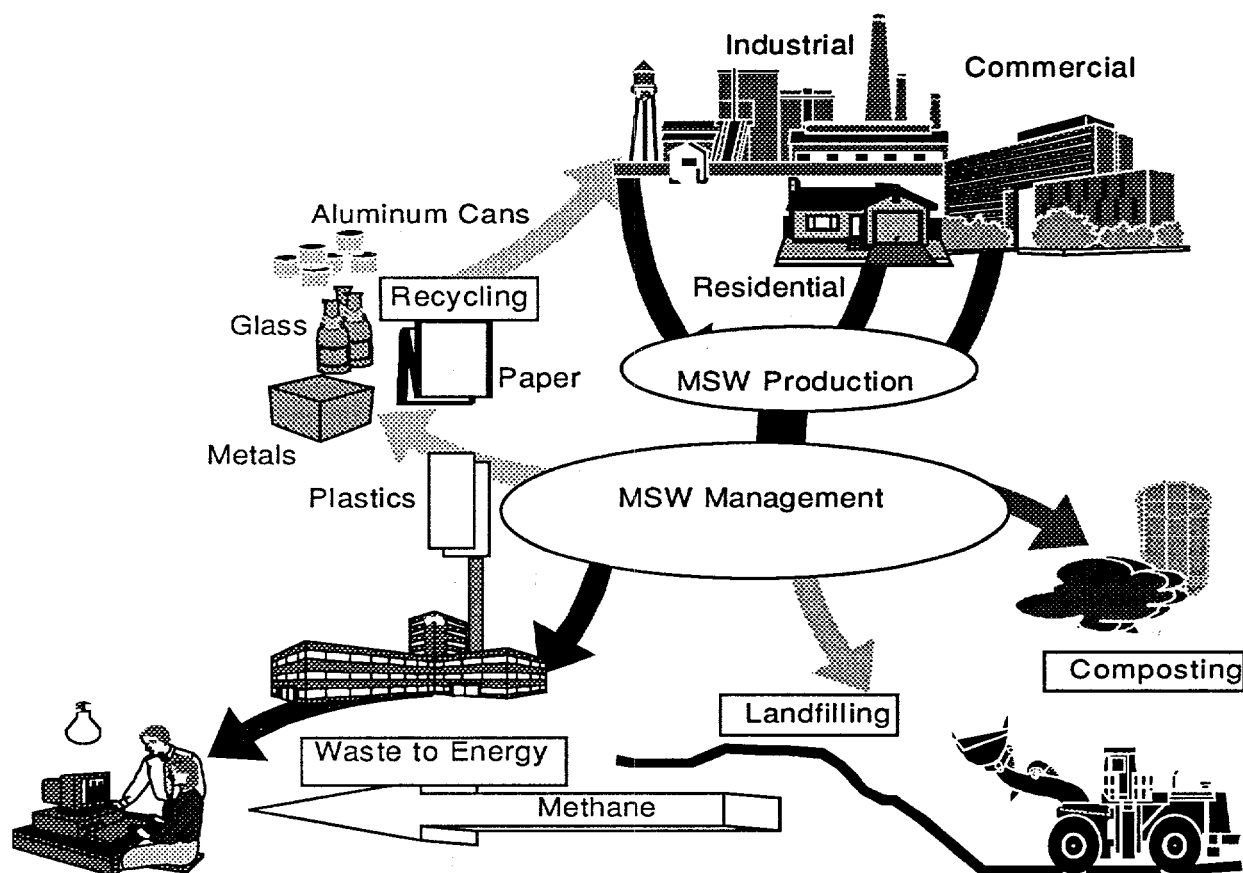 Industrial
Commercial
Aluminum Cans
Recycling
Residential
Glass
Paper
MSW Production
Metals
Plastics
MSW Management
Composting
Landfilling
Waste to Energy
Methane